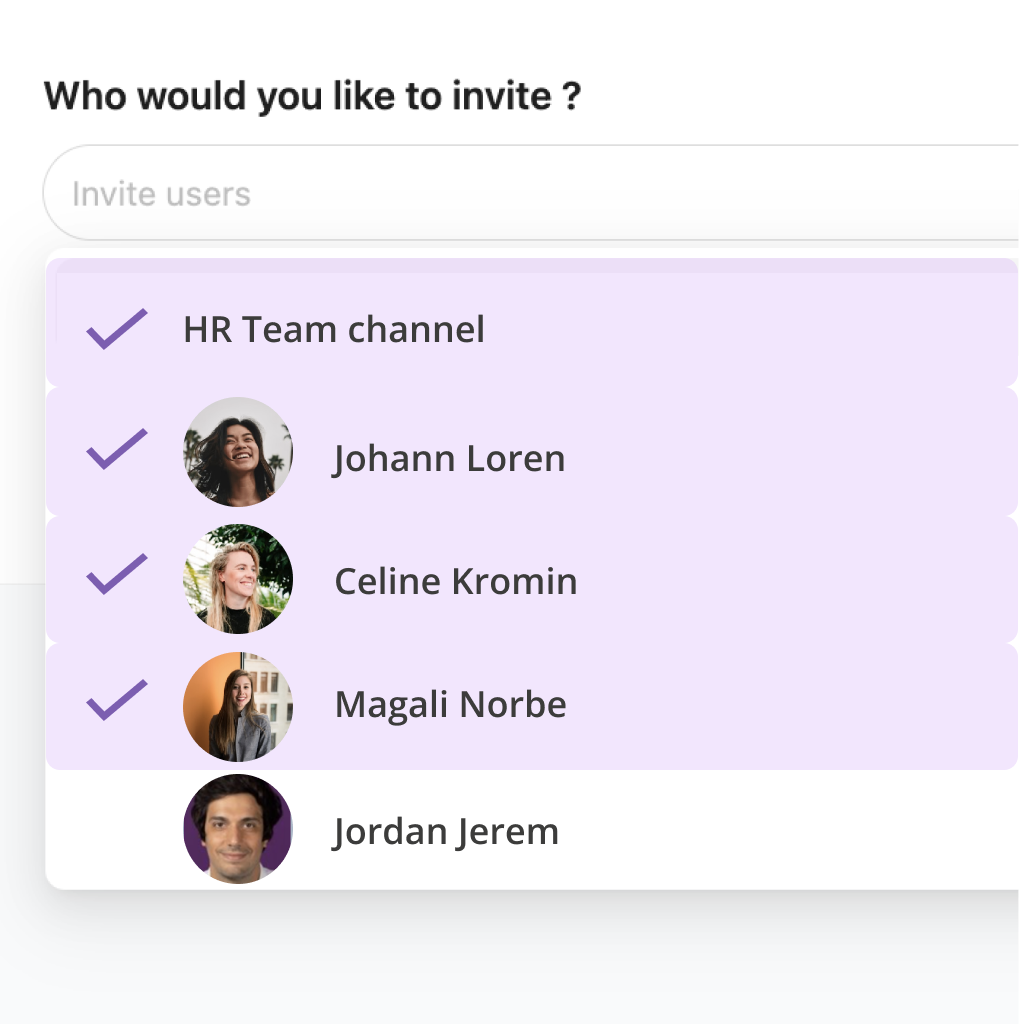 Who would you like to invite ?
Invite users
HR Team channel
Johann Loren
Celine Kromin
Magali Norbe
Jordan Jerem